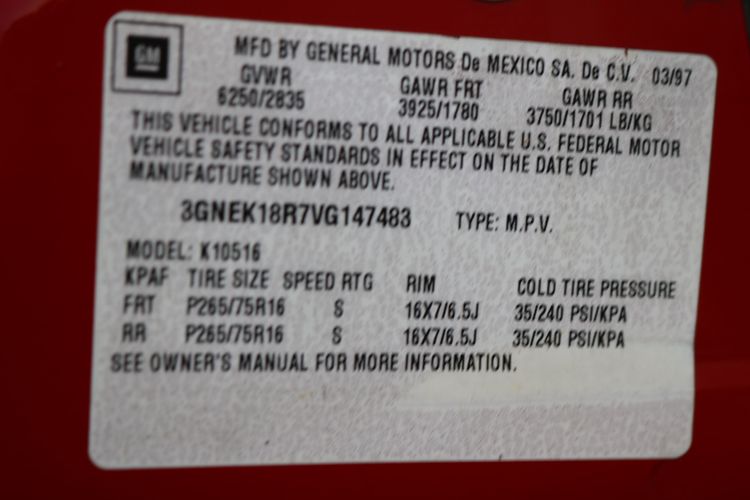 GM
MFD BY GENERAL MOTORS De MEXICO SA. De C.V. 03/97
GVWR GAWR FRT GAWR RR
6250/2835 3925/1780 3750/1701 LB/KG
THIS VEHICLE CONFORMS TO ALL APPLICABLE U.S. FEDERAL MOTOR
VEHICLE SAFETY STANDARDS IN EFFECT ON THE DATE OF
MANUFACTURE SHOWN ABOVE.
3GNEK18R7VG147483 TYPE: M.P.V.
MODEL: K10516
KPAF TIRE SIZE SPEED RTG RIM COLD TIRE PRESSURE
FRT P265/75R16 S 16X7/6.5J 35/240 PSI/KPA
RR P265/75R16 S 16X7/6.5J 35/240 PSI/KPA
SEE OWNER'S MANUAL FOR MORE INFORMATION.